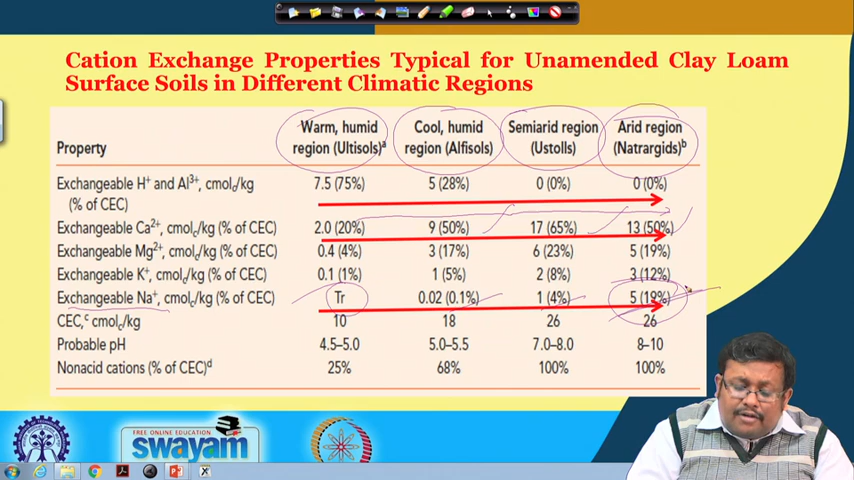 Cation Exchange Properties Typical for Unamended Clay Loam
Surface Soils in Different Climatic Regions
Property
Warm, humid region (Ultisols)ᵃ
Cool, humid region (Alfisols)
Semiarid region (Ustolls)
Arid region (Natrargids)ᵇ
Exchangeable H⁺ and Al³⁺, cmolc/kg (% of CEC) 7.5 (75%) 5 (28%) 0 (0%) 0 (0%)
Exchangeable Ca²⁺, cmolc/kg (% of CEC) 2.0 (20%) 9 (50%) 17 (65%) 13 (50%)
Exchangeable Mg²⁺, cmolc/kg (% of CEC) 0.4 (4%) 3 (17%) 6 (23%) 5 (19%)
Exchangeable K⁺, cmolc/kg (% of CEC) 0.1 (1%) 1 (5%) 2 (8%) 3 (12%)
Exchangeable Na⁺, cmolc/kg (% of CEC) Tr 0.02 (0.1%) 1 (4%) 5 (19%)
CEC,ᶜ cmolc/kg 10 18 26 26
Probable pH 4.5–5.0 5.0–5.5 7.0–8.0 8–10
Nonacid cations (% of CEC)ᵈ 25% 68% 100% 100%
FREE ONLINE EDUCATION
swayam